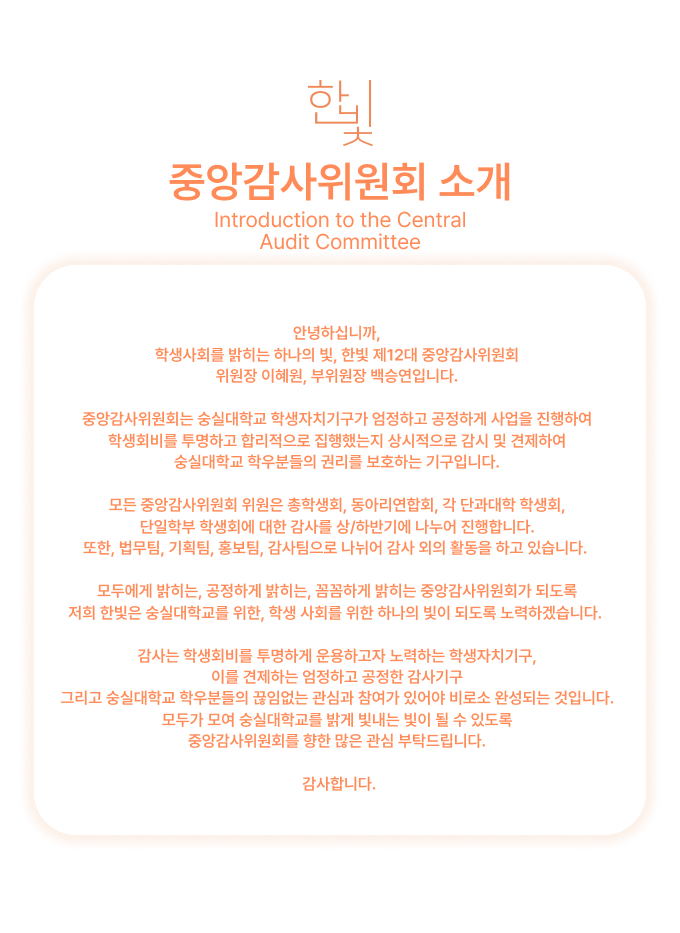 한빛
중앙감사위원회 소개
Introduction to the Central
Audit Committee
안녕하십니까,
학생사회를 밝히는 하나의 빛, 한빛 제12대 중앙감사위원회
위원장 이혜원, 부위원장 백승연입니다.
중앙감사위원회는 숭실대학교 학생자치기구가 엄정하고 공정하게 사업을 진행하여
학생회비를 투명하고 합리적으로 집행했는지 상시적으로 감시 및 견제하여
숭실대학교 학우분들의 권리를 보호하는 기구입니다.
모든 중앙감사위원회 위원은 총학생회, 동아리연합회, 각 단과대학 학생회,
단일학부 학생회에 대한 감사를 상/하반기에 나누어 진행합니다.
또한, 법무팀, 기획팀, 홍보팀, 감사팀으로 나뉘어 감사 외의 활동을 하고 있습니다.
모두에게 밝히는, 공정하게 밝히는, 꼼꼼하게 밝히는 중앙감사위원회가 되도록
저희 한빛은 숭실대학교를 위한, 학생 사회를 위한 하나의 빛이 되도록 노력하겠습니다.
감사는 학생회비를 투명하게 운용하고자 노력하는 학생자치기구,
이를 견제하는 엄정하고 공정한 감사기구
그리고 숭실대학교 학우분들의 끊임없는 관심과 참여가 있어야 비로소 완성되는 것입니다.
모두가 모여 숭실대학교를 밝게 빛내는 빛이 될 수 있도록
중앙감사위원회를 향한 많은 관심 부탁드립니다.
감사합니다.